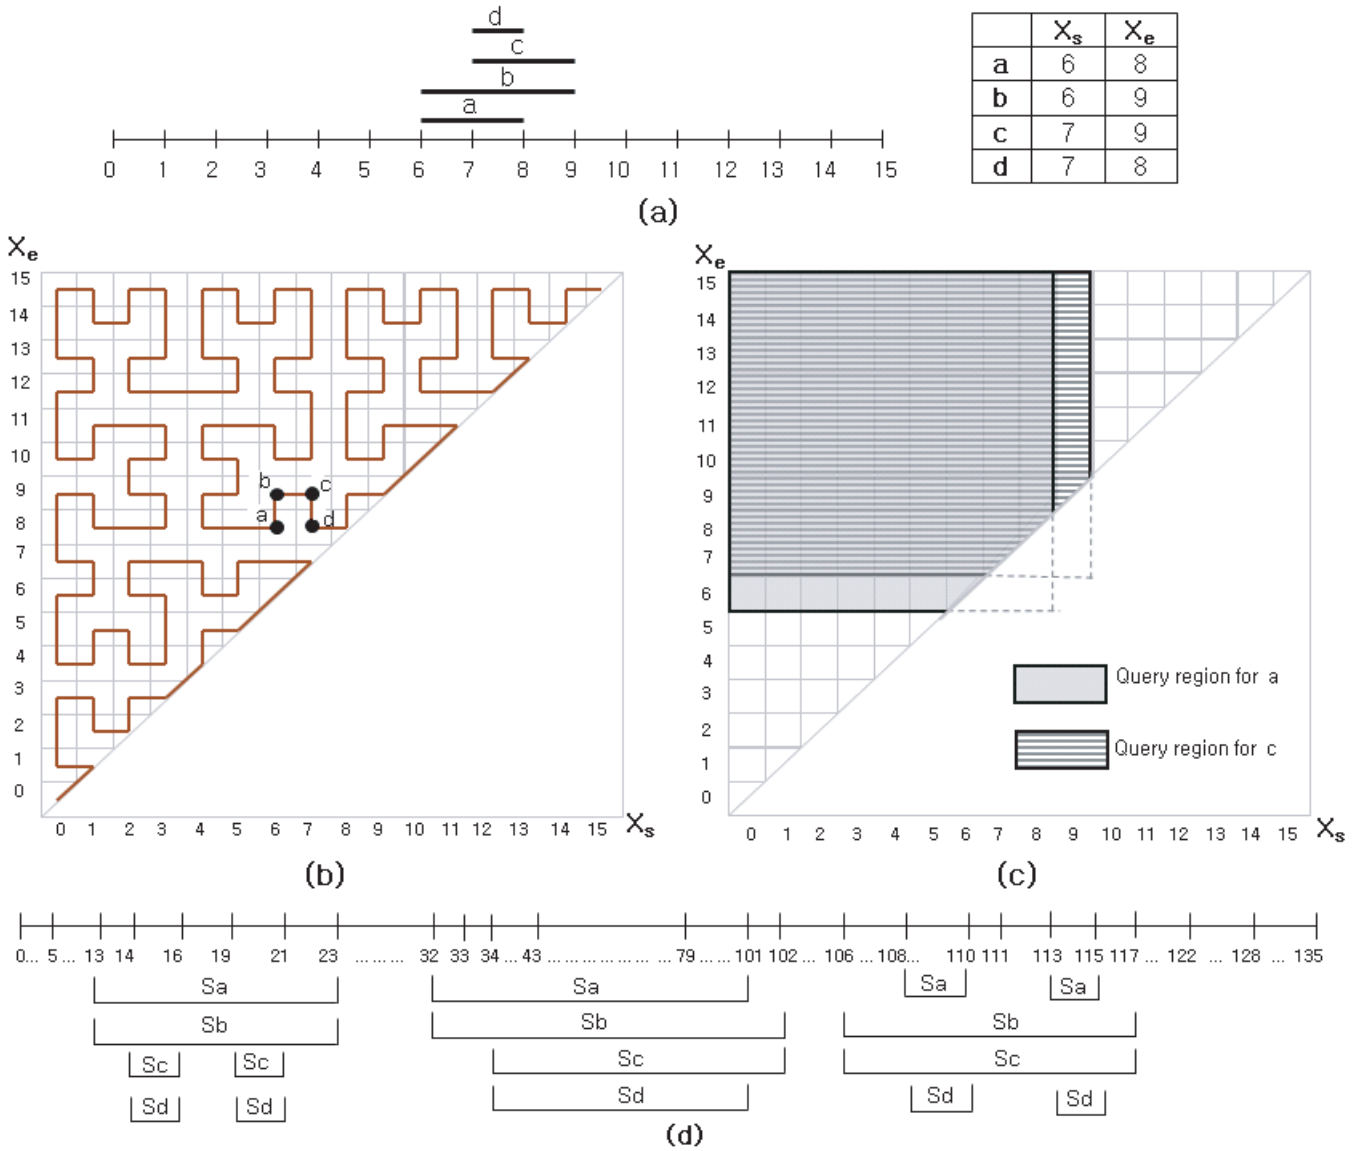 d
c
b
a
0 1 2 3 4 5 6 7 8 9 10 11 12 13 14 15
Xs Xe
a 6 8
b 6 9
c 7 9
d 7 8
(a)
Xe
15
14
13
12
11
10
9
8
7
6
5
4
3
2
1
0
b c
a d
0 1 2 3 4 5 6 7 8 9 10 11 12 13 14 15 Xs
(b)
Xe
15
14
13
12
11
10
9
8
7
6
5
4
3
2
1
0
Query region for a
Query region for c
0 1 2 3 4 5 6 7 8 9 10 11 12 13 14 15 Xs
(c)
0... 5... 13 14 16 19 21 23 ... ... ... 32 33 34 ... 43 ... ... ... ... ... ... 79 ... ... 101 102 ... 106 ...108... 110 111 113 115 117 ... 122 ... 128 ... 135
Sa Sa Sa Sa
Sb Sb Sb
Sc Sc Sc Sc
Sd Sd Sd Sd Sd
(d)